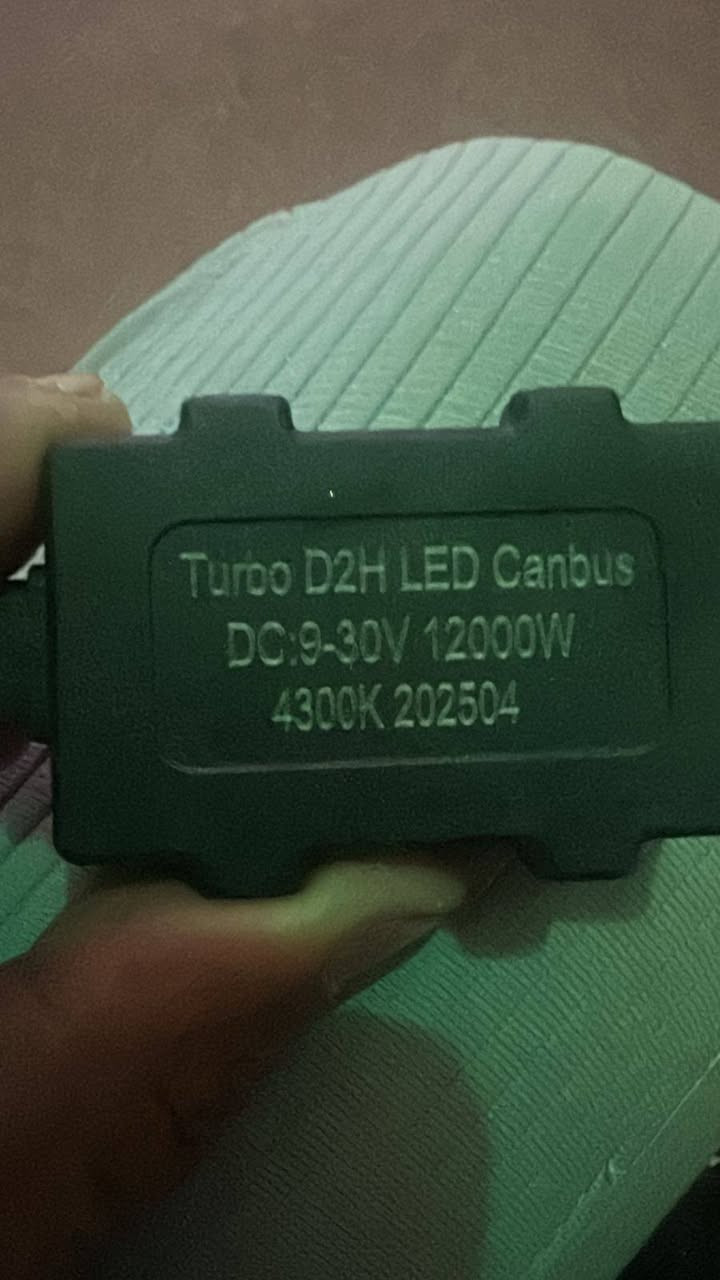 Turbo D2H LED Canbus
DC:9-30V 12000W
4300K 202504